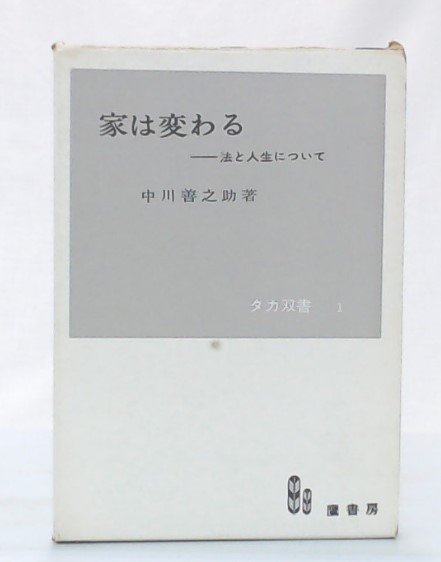 家は変わる
――法と人生について
中川善之助著
タカ双書 1
鷹書房